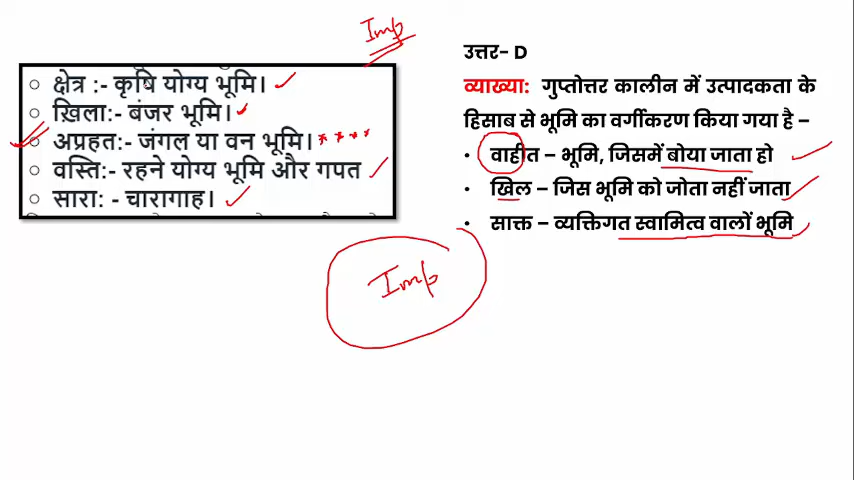 Imp
क्षेत्र :- कृषि योग्य भूमि।
ख़िला:- बंजर भूमि।
अप्रहत:- जंगल या वन भूमि।****
वस्ति:- रहने योग्य भूमि और गपत
सारा: - चारागाह।
उत्तर- D
व्याख्या: गुप्तोत्तर कालीन में उत्पादकता के
हिसाब से भूमि का वर्गीकरण किया गया है –
• वाहीत – भूमि, जिसमें बोया जाता हो
• खिल – जिस भूमि को जोता नहीं जाता
• साक्त – व्यक्तिगत स्वामित्व वालों भूमि
Imp